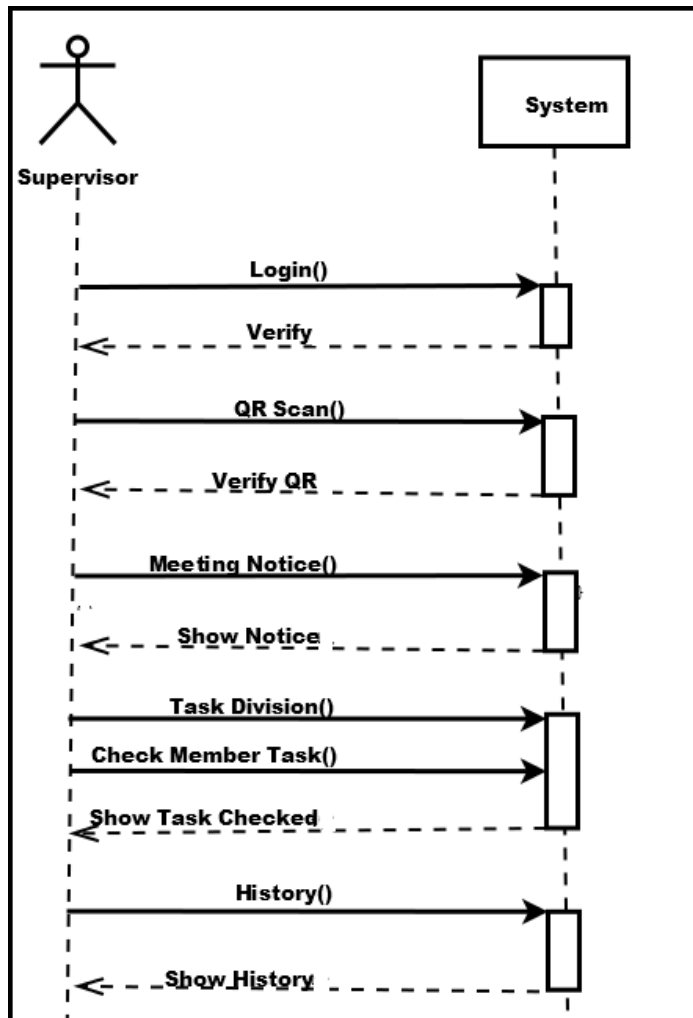 System
Supervisor
Login()
Verify
QR Scan()
Verify QR
Meeting Notice()
Show Notice
Task Division()
Check Member Task()
Show Task Checked
History()
Show History